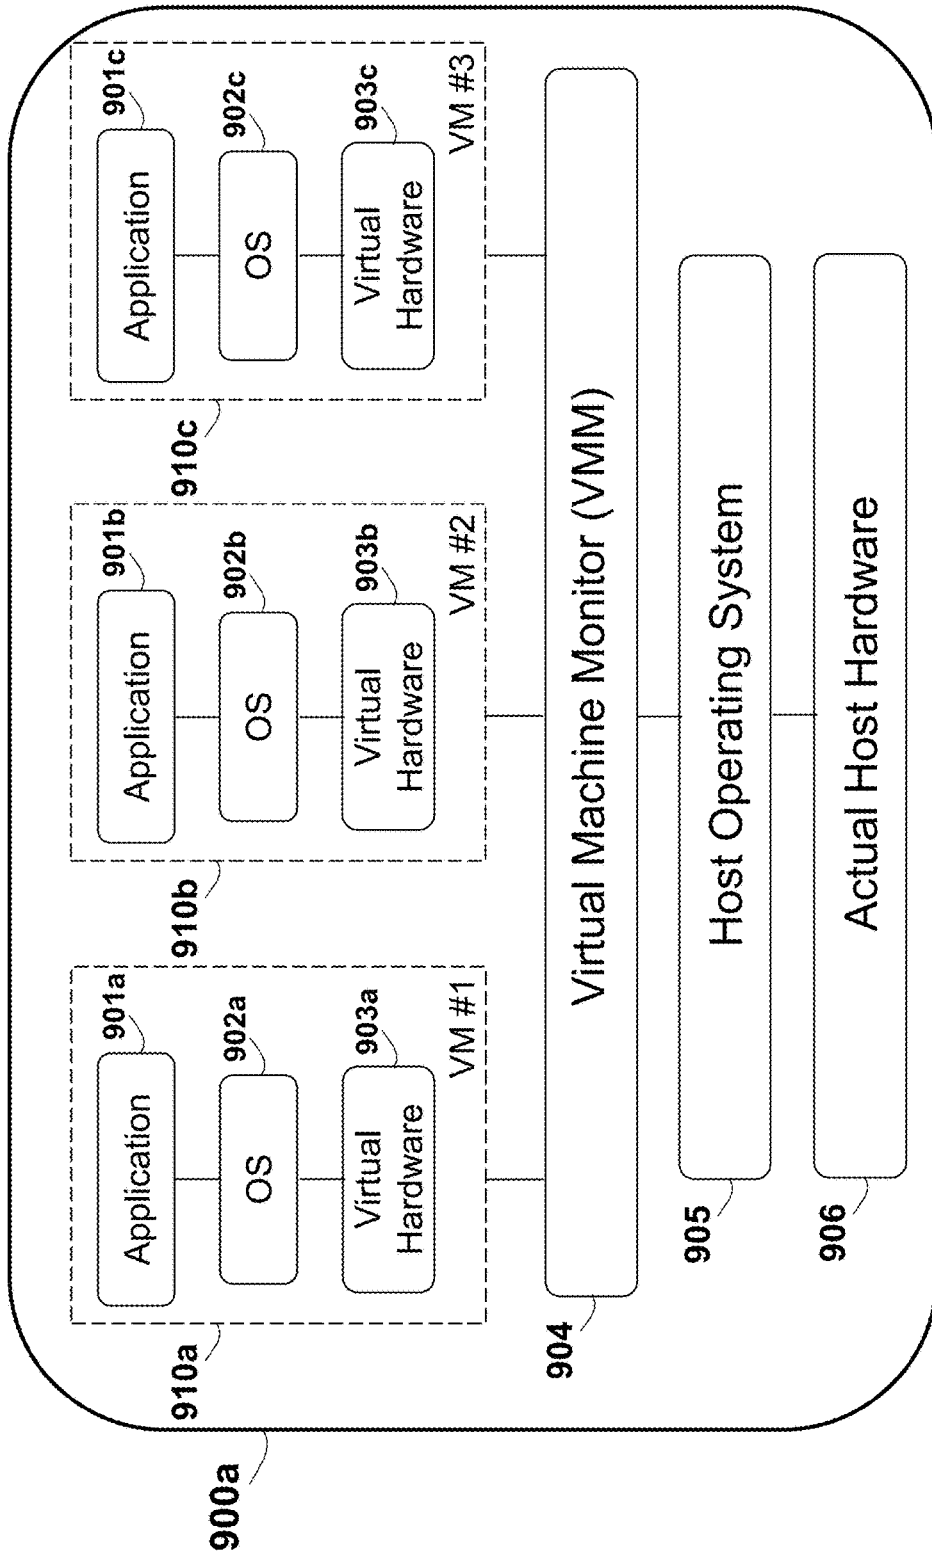 900a
910a
901a
Application
902a
OS
903a
Virtual
Hardware
VM #1
910b
901b
Application
902b
OS
903b
Virtual
Hardware
VM #2
910c
901c
Application
902c
OS
903c
Virtual
Hardware
VM #3
904
Virtual Machine Monitor (VMM)
905
Host Operating System
906
Actual Host Hardware